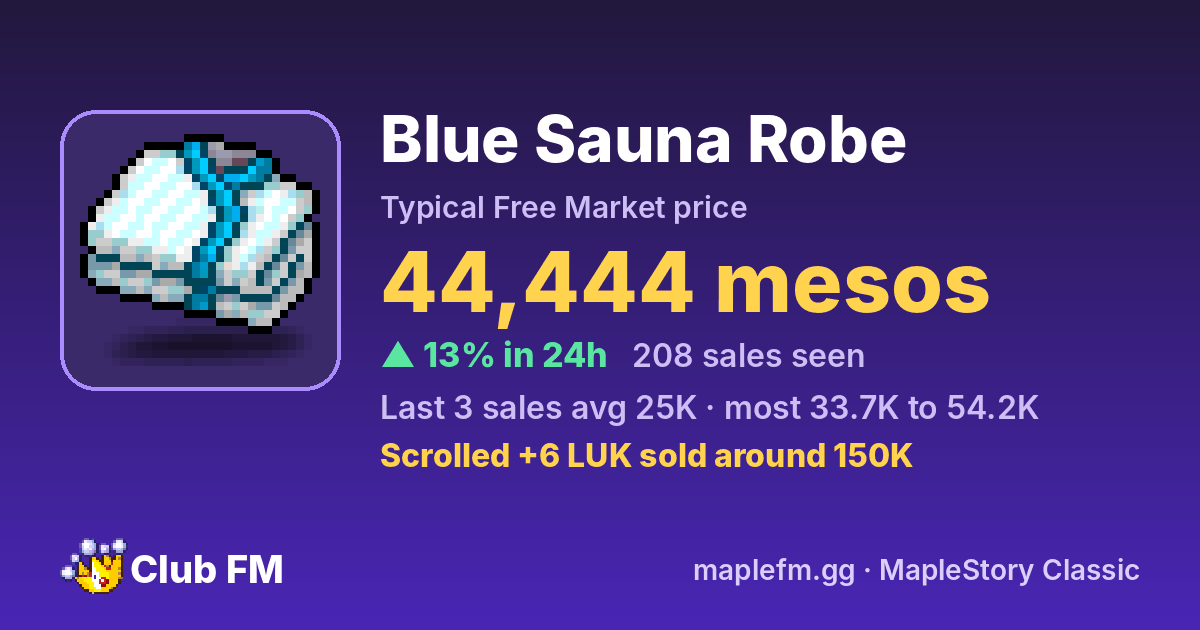 Blue Sauna Robe
Typical Free Market price
44,444 mesos
▲ 13% in 24h 208 sales seen
Last 3 sales avg 25K · most 33.7K to 54.2K
Scrolled +6 LUK sold around 150K
Club FM
maplefm.gg · MapleStory Classic